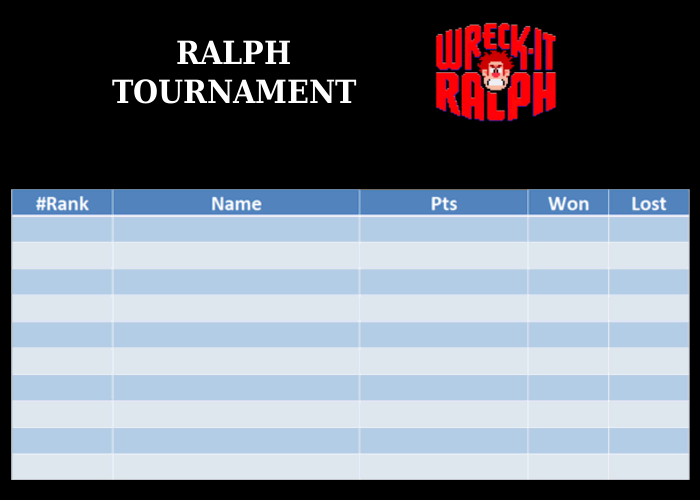 RALPH
TOURNAMENT
WRECK-IT
RALPH
#Rank Name Pts Won Lost